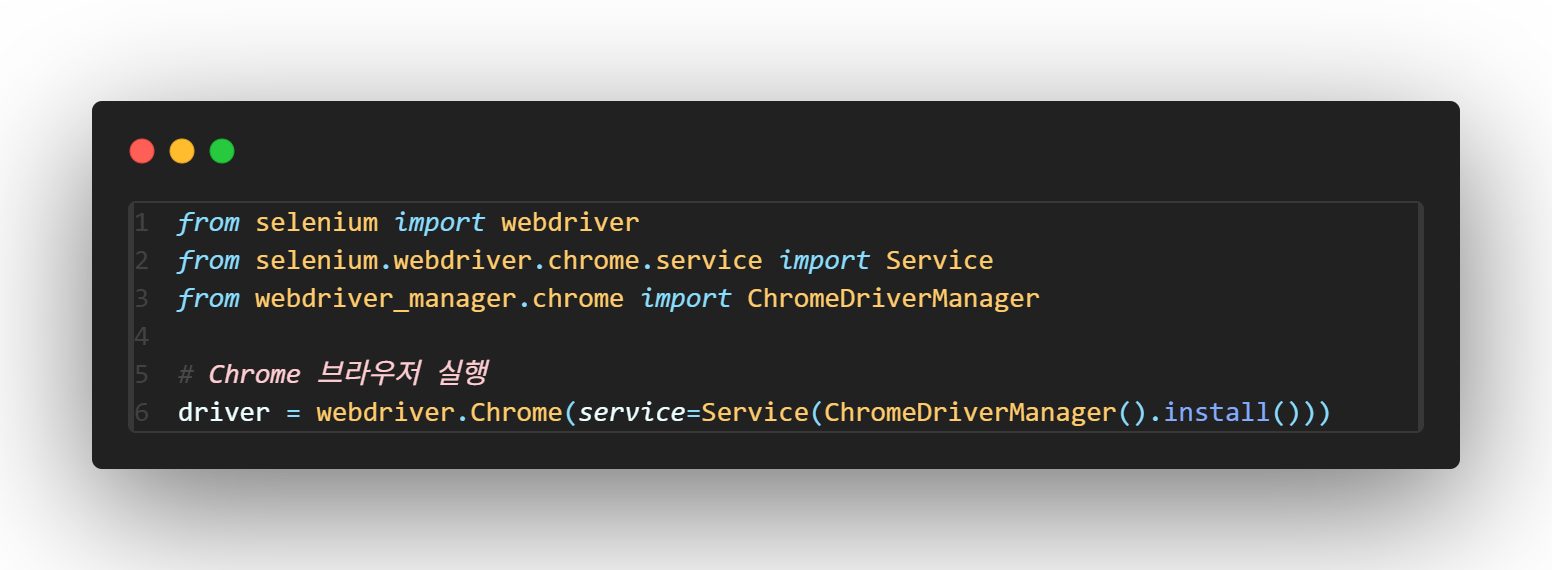 1 from selenium import webdriver
2 from selenium.webdriver.chrome.service import Service
3 from webdriver_manager.chrome import ChromeDriverManager
4
5 # Chrome 브라우저 실행
6 driver = webdriver.Chrome(service=Service(ChromeDriverManager().install()))